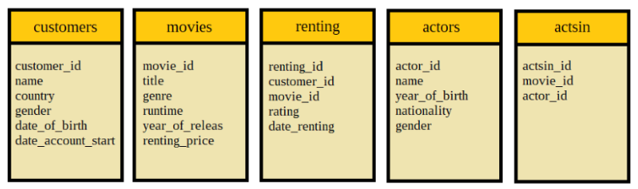 customers
customer_id
name
country
gender
date_of_birth
date_account_start
movies
movie_id
title
genre
runtime
year_of_releas
renting_price
renting
renting_id
customer_id
movie_id
rating
date_renting
actors
actor_id
name
year_of_birth
nationality
gender
actsin
actsin_id
movie_id
actor_id